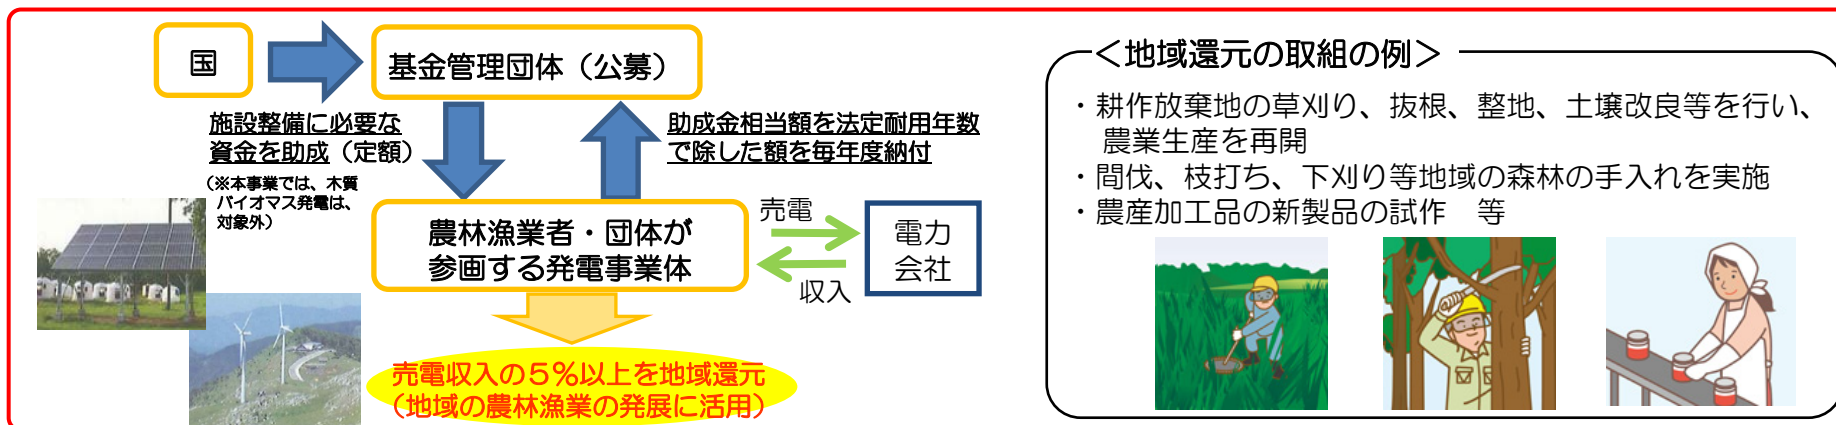 国
基金管理団体（公募）
施設整備に必要な
資金を助成（定額）
（※本事業では、木質
バイオマス発電は、
対象外）
助成金相当額を法定耐用年数
で除した額を毎年度納付
農林漁業者・団体が
参画する発電事業体
売電
収入
電力
会社
売電収入の５％以上を地域還元
（地域の農林漁業の発展に活用）
＜地域還元の取組の例＞
・耕作放棄地の草刈り、抜根、整地、土壌改良等を行い、
農業生産を再開
・間伐、枝打ち、下刈り等地域の森林の手入れを実施
・農産加工品の新製品の試作　等